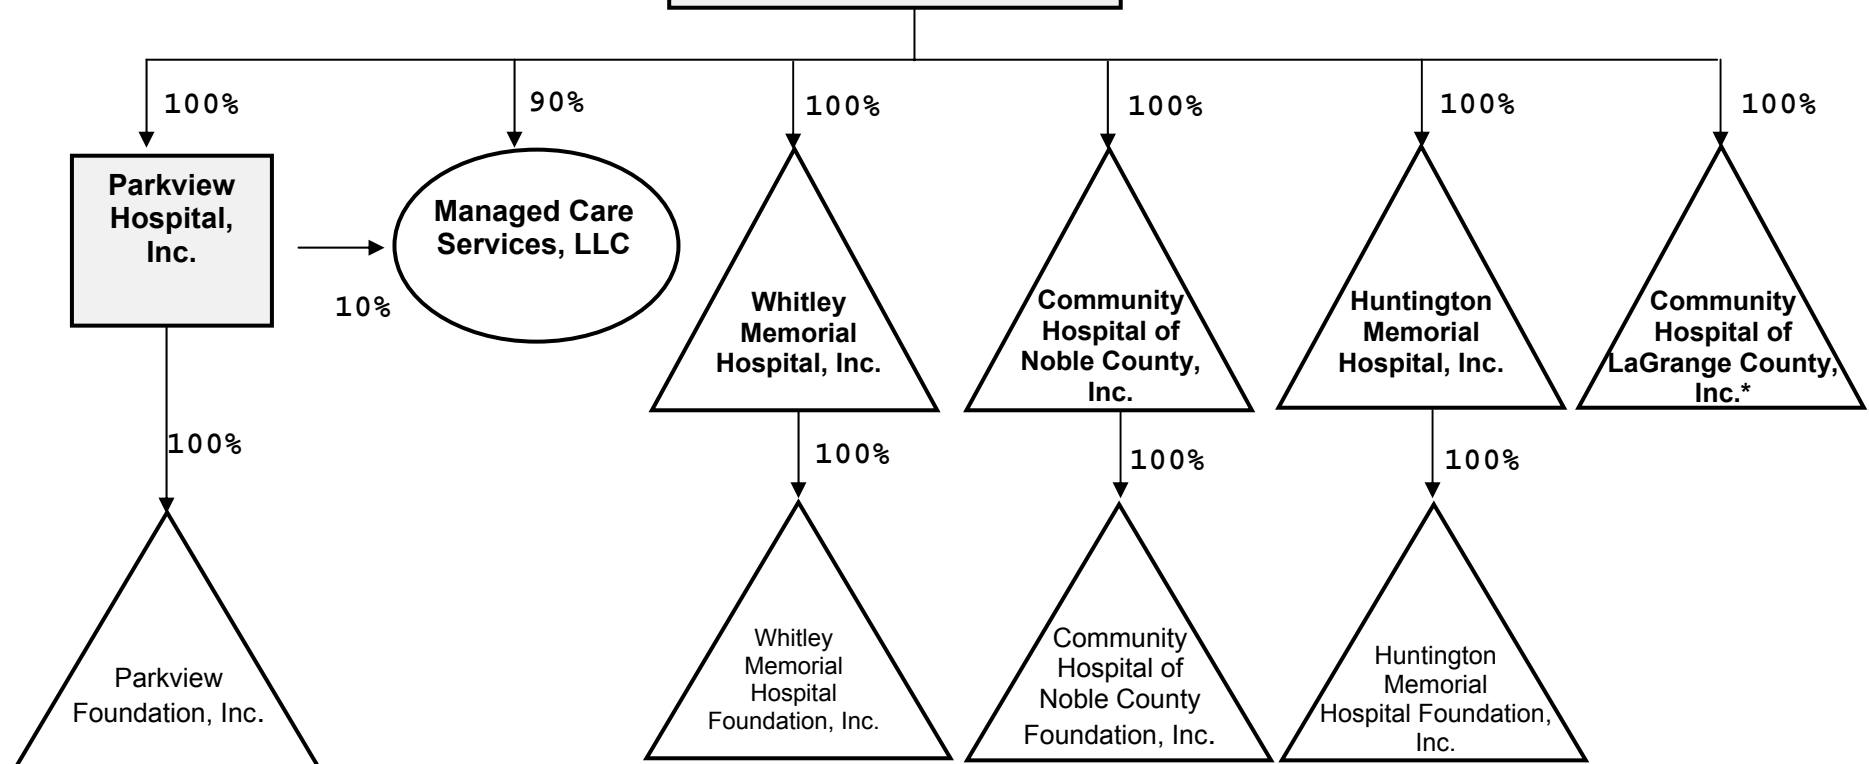 100%
90%
100%
100%
100%
100%
Parkview
Hospital,
Inc.
Managed Care
Services, LLC
10%
Whitley
Memorial
Hospital, Inc.
Community
Hospital of
Noble County,
Inc.
Huntington
Memorial
Hospital, Inc.
Community
Hospital of
LaGrange County,
Inc.*
100%
100%
100%
100%
Parkview
Foundation, Inc.
Whitley
Memorial
Hospital
Foundation, Inc.
Community
Hospital of
Noble County
Foundation, Inc.
Huntington
Memorial
Hospital Foundation,
Inc.